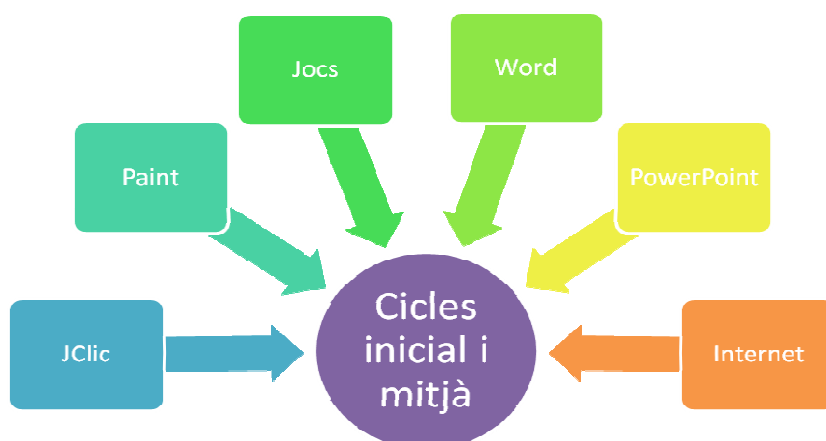 Jocs
Word
Paint
PowerPoint
JClic
Cicles
inicial i
mitjà
Internet